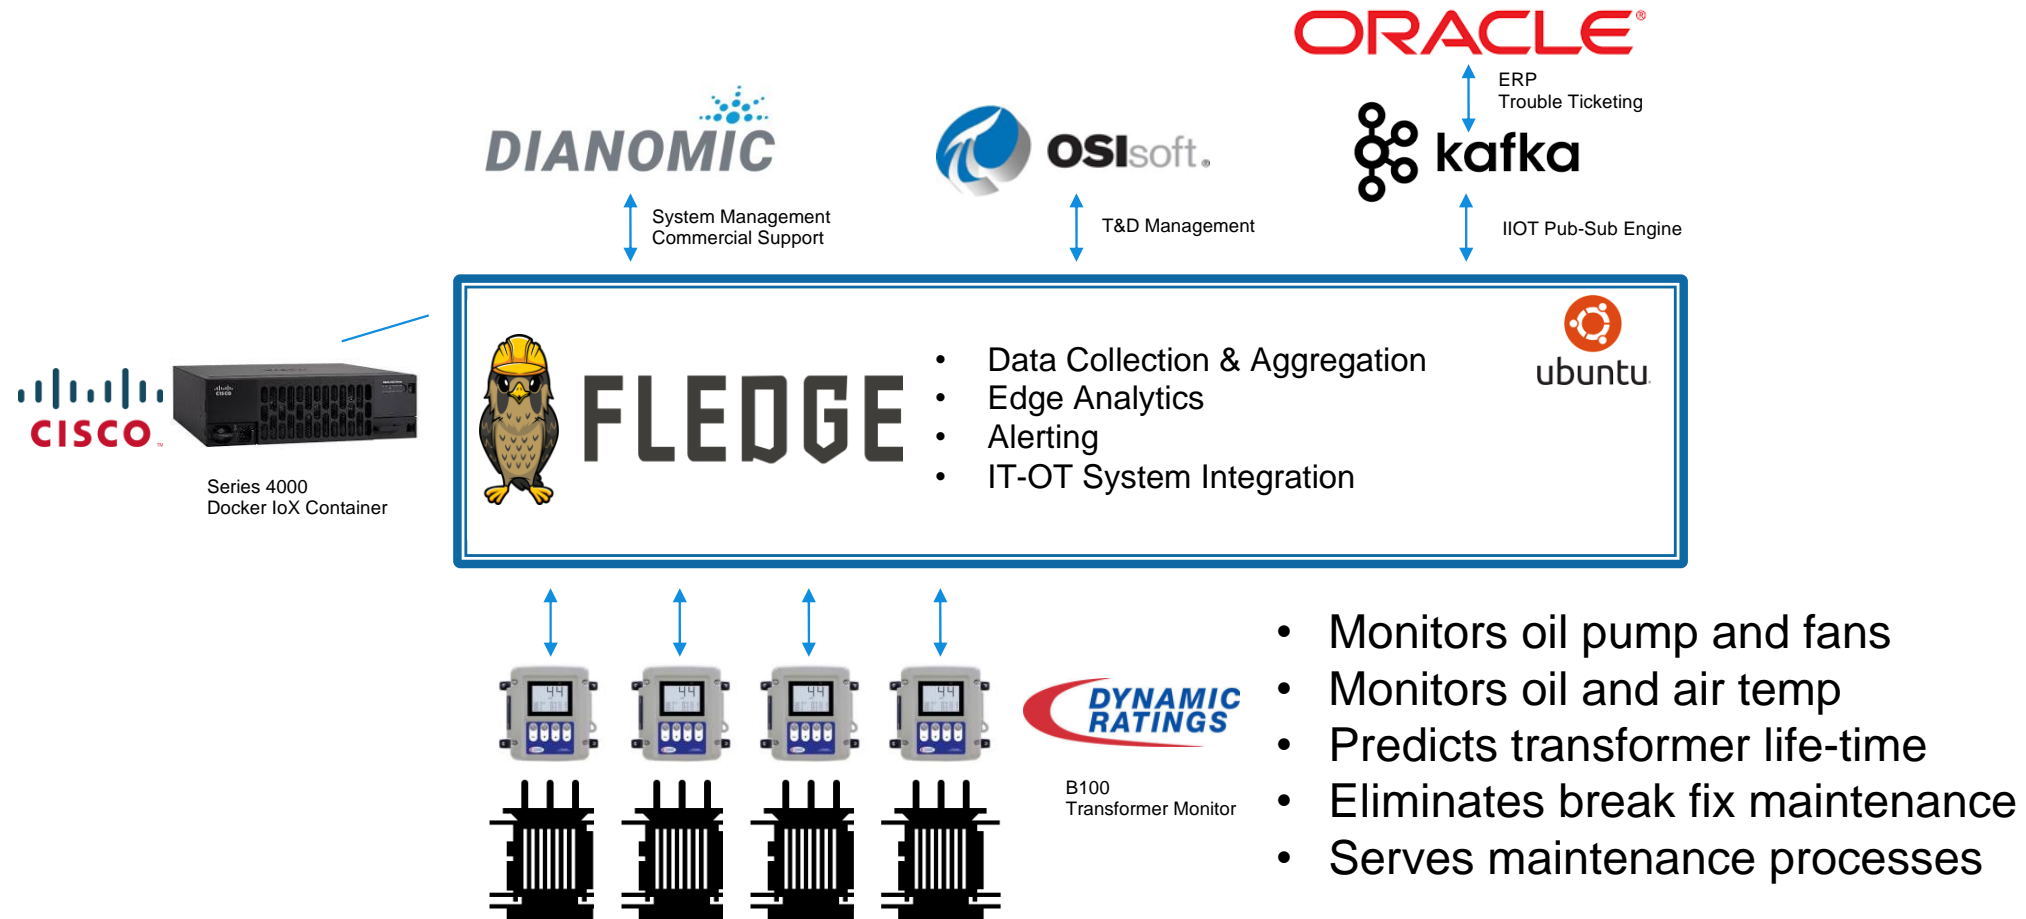 ORACLE®
ERP
Trouble Ticketing
DIANOMIC
OSIsoft.
kafka
System Management
Commercial Support
T&D Management
IIOT Pub-Sub Engine
CISCO
CISCO
Series 4000
Docker IoX Container
FLEDGE
• Data Collection & Aggregation
• Edge Analytics
• Alerting
• IT-OT System Integration
ubuntu
DYNAMIC
RATINGS
B100
Transformer Monitor
• Monitors oil pump and fans
• Monitors oil and air temp
• Predicts transformer life-time
• Eliminates break fix maintenance
• Serves maintenance processes